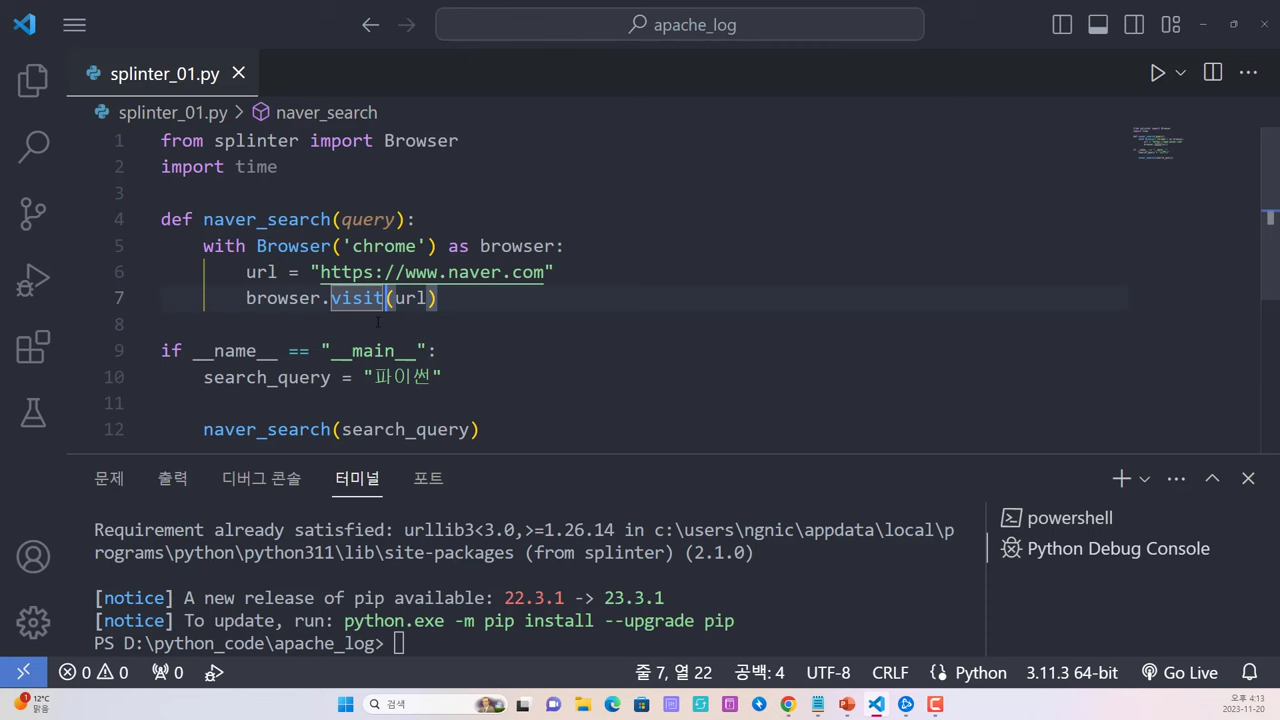 apache_log
splinter_01.py
splinter_01.py > naver_search
1 from splinter import Browser
2 import time
3
4 def naver_search(query):
5 with Browser('chrome') as browser:
6 url = "https://www.naver.com"
7 browser.visit(url)
8
9 if __name__ == "__main__":
10 search_query = "파이썬"
11
12 naver_search(search_query)
문제 출력 디버그 콘솔 터미널 포트
Requirement already satisfied: urllib3<3.0,>=1.26.14 in c:\users\ngnic\appdata\local\p
rograms\python\python311\lib\site-packages (from splinter) (2.1.0)
[notice] A new release of pip available: 22.3.1 -> 23.3.1
[notice] To update, run: python.exe -m pip install --upgrade pip
PS D:\python_code\apache_log>
powershell
Python Debug Console
0 0 0 줄 7, 열 22 공백: 4 UTF-8 CRLF Python 3.11.3 64-bit Go Live
12°C
맑음
검색
오후 4:13
2023-11-20